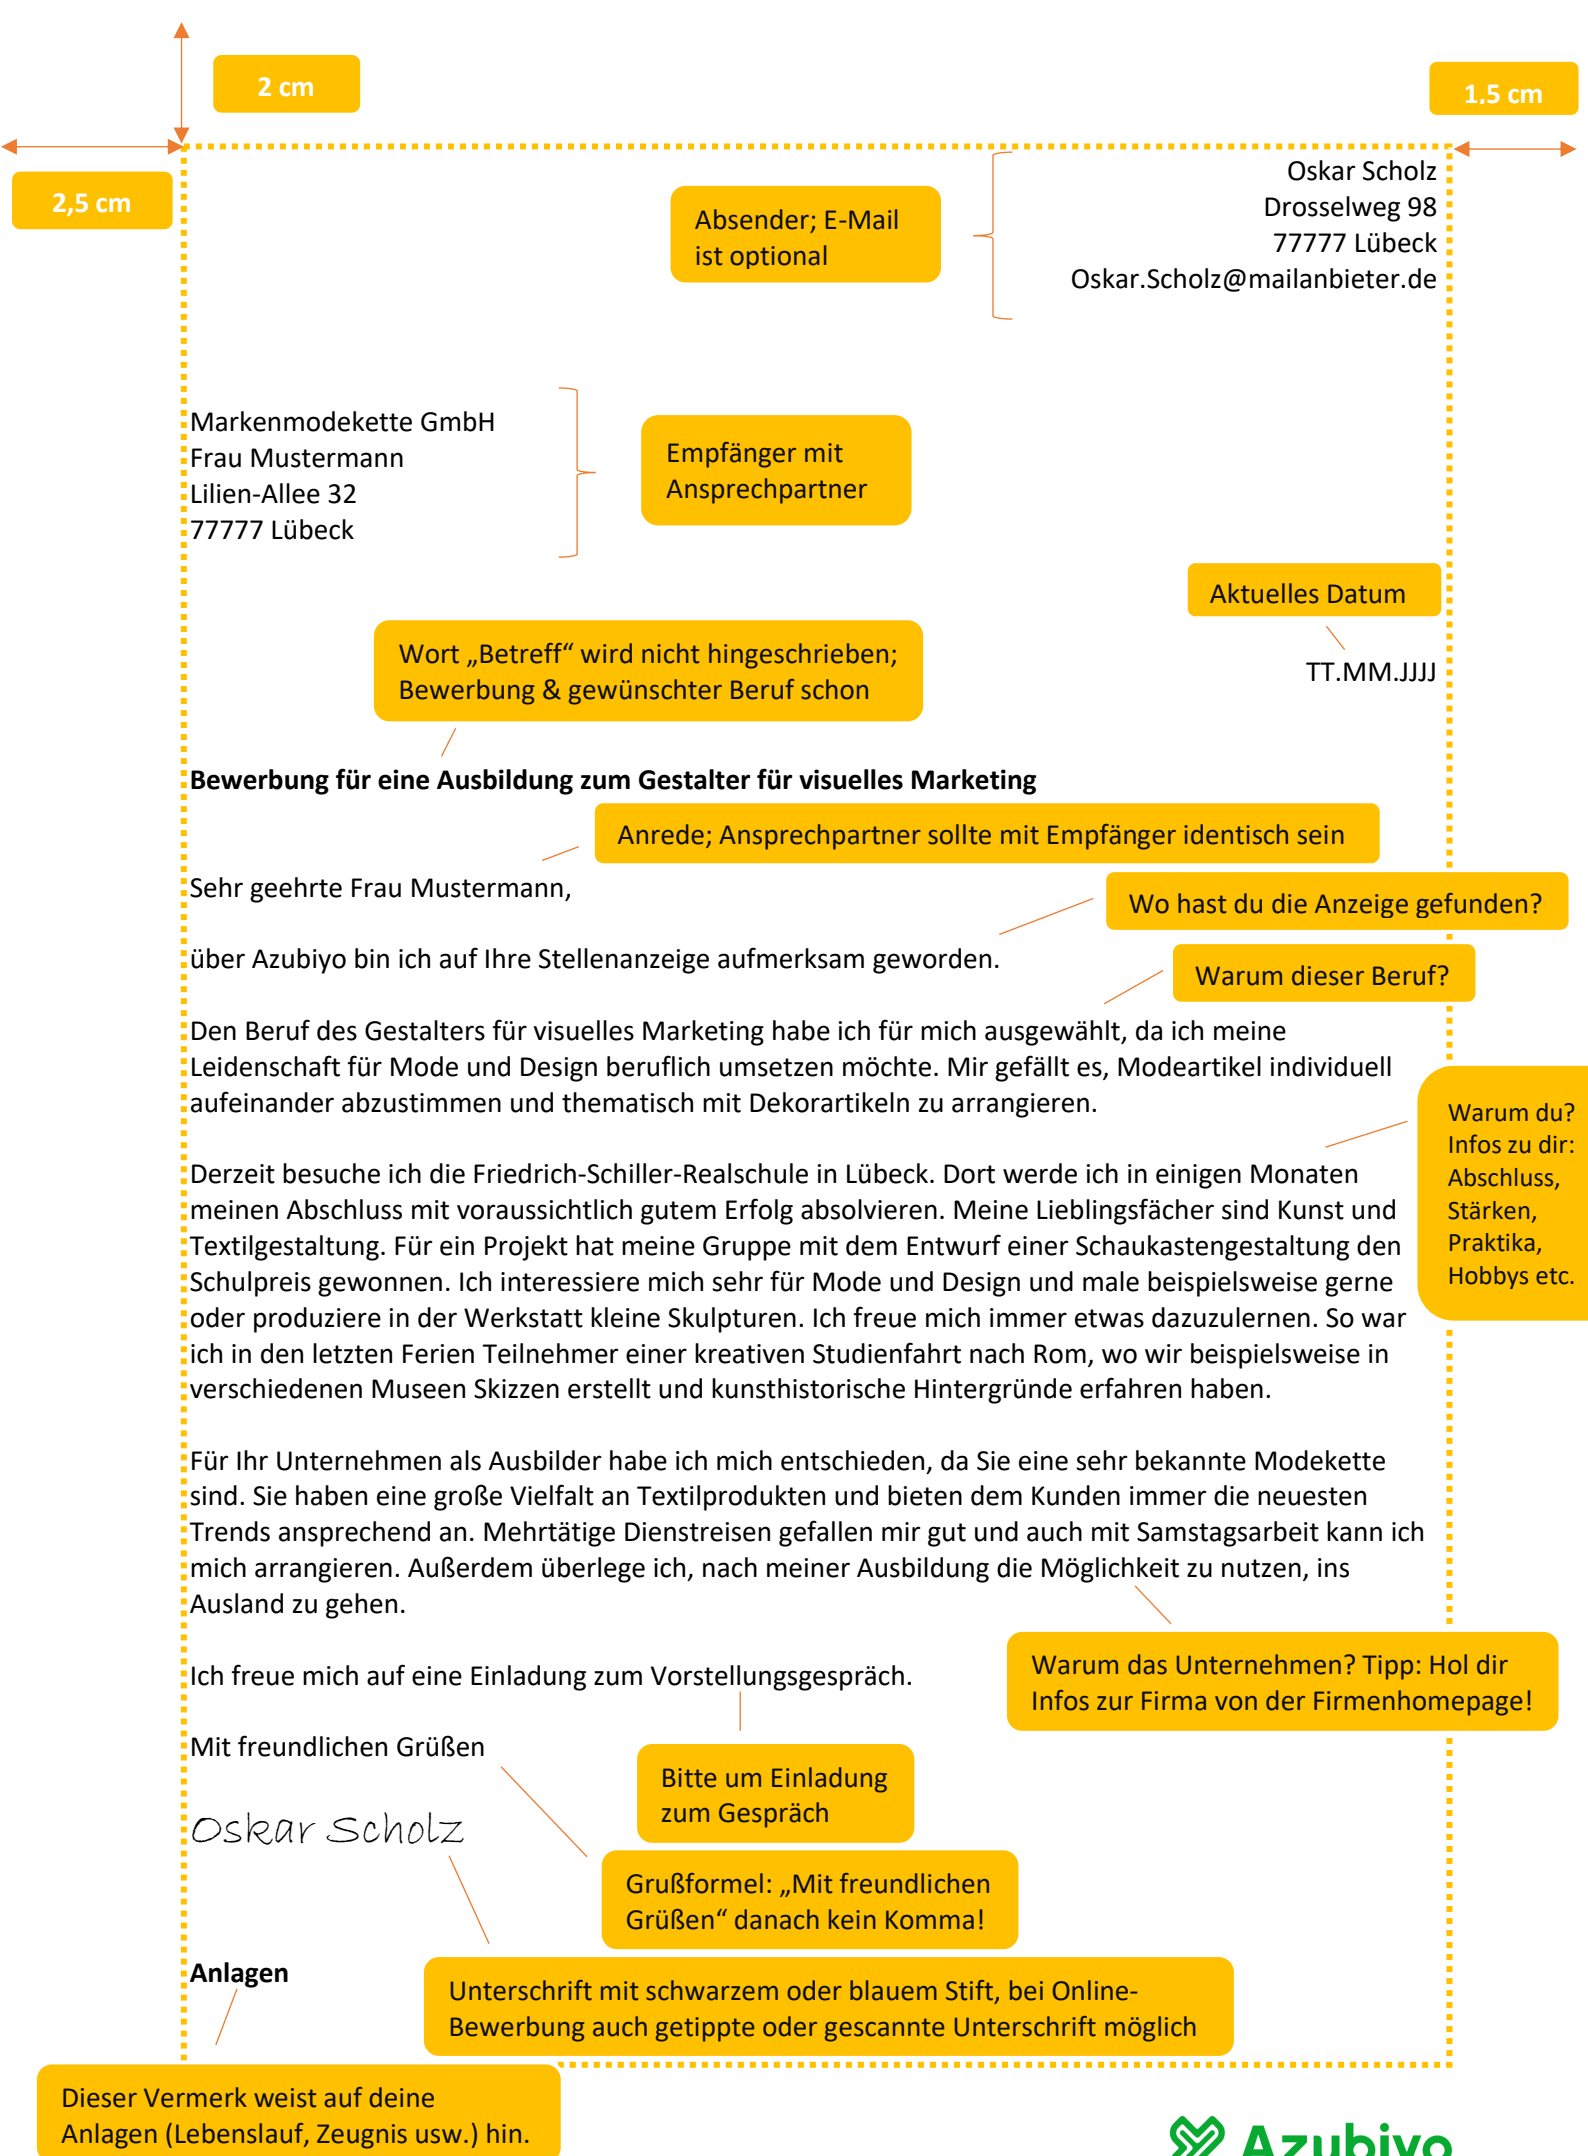 2 cm
1,5 cm
2,5 cm
Absender; E-Mail
ist optional
Oskar Scholz
Drosselweg 98
77777 Lübeck
Oskar.Scholz@mailanbieter.de
Markenmodekette GmbH
Frau Mustermann
Lilien-Allee 32
77777 Lübeck
Empfänger mit
Ansprechpartner
Aktuelles Datum
TT.MM.JJJJ
Wort „Betreff“ wird nicht hingeschrieben;
Bewerbung & gewünschter Beruf schon
Bewerbung für eine Ausbildung zum Gestalter für visuelles Marketing
Anrede; Ansprechpartner sollte mit Empfänger identisch sein
Sehr geehrte Frau Mustermann,
Wo hast du die Anzeige gefunden?
über Azubiyo bin ich auf Ihre Stellenanzeige aufmerksam geworden.
Warum dieser Beruf?
Den Beruf des Gestalters für visuelles Marketing habe ich für mich ausgewählt, da ich meine
Leidenschaft für Mode und Design beruflich umsetzen möchte. Mir gefällt es, Modeartikel individuell
aufeinander abzustimmen und thematisch mit Dekorartikeln zu arrangieren.
Warum du?
Infos zu dir:
Abschluss,
Stärken,
Praktika,
Hobbys etc.
Derzeit besuche ich die Friedrich-Schiller-Realschule in Lübeck. Dort werde ich in einigen Monaten
meinen Abschluss mit voraussichtlich gutem Erfolg absolvieren. Meine Lieblingsfächer sind Kunst und
Textilgestaltung. Für ein Projekt hat meine Gruppe mit dem Entwurf einer Schaukastengestaltung den
Schulpreis gewonnen. Ich interessiere mich sehr für Mode und Design und male beispielsweise gerne
oder produziere in der Werkstatt kleine Skulpturen. Ich freue mich immer etwas dazuzulernen. So war
ich in den letzten Ferien Teilnehmer einer kreativen Studienfahrt nach Rom, wo wir beispielsweise in
verschiedenen Museen Skizzen erstellt und kunsthistorische Hintergründe erfahren haben.
Für Ihr Unternehmen als Ausbilder habe ich mich entschieden, da Sie eine sehr bekannte Modekette
sind. Sie haben eine große Vielfalt an Textilprodukten und bieten dem Kunden immer die neuesten
Trends ansprechend an. Mehrtätige Dienstreisen gefallen mir gut und auch mit Samstagsarbeit kann ich
mich arrangieren. Außerdem überlege ich, nach meiner Ausbildung die Möglichkeit zu nutzen, ins
Ausland zu gehen.
Warum das Unternehmen? Tipp: Hol dir
Infos zur Firma von der Firmenhomepage!
Ich freue mich auf eine Einladung zum Vorstellungsgespräch.
Mit freundlichen Grüßen
Bitte um Einladung
zum Gespräch
Oskar Scholz
Grußformel: „Mit freundlichen
Grüßen“ danach kein Komma!
Anlagen
Unterschrift mit schwarzem oder blauem Stift, bei Online-
Bewerbung auch getippte oder gescannte Unterschrift möglich
Dieser Vermerk weist auf deine
Anlagen (Lebenslauf, Zeugnis usw.) hin.
Azubiyo